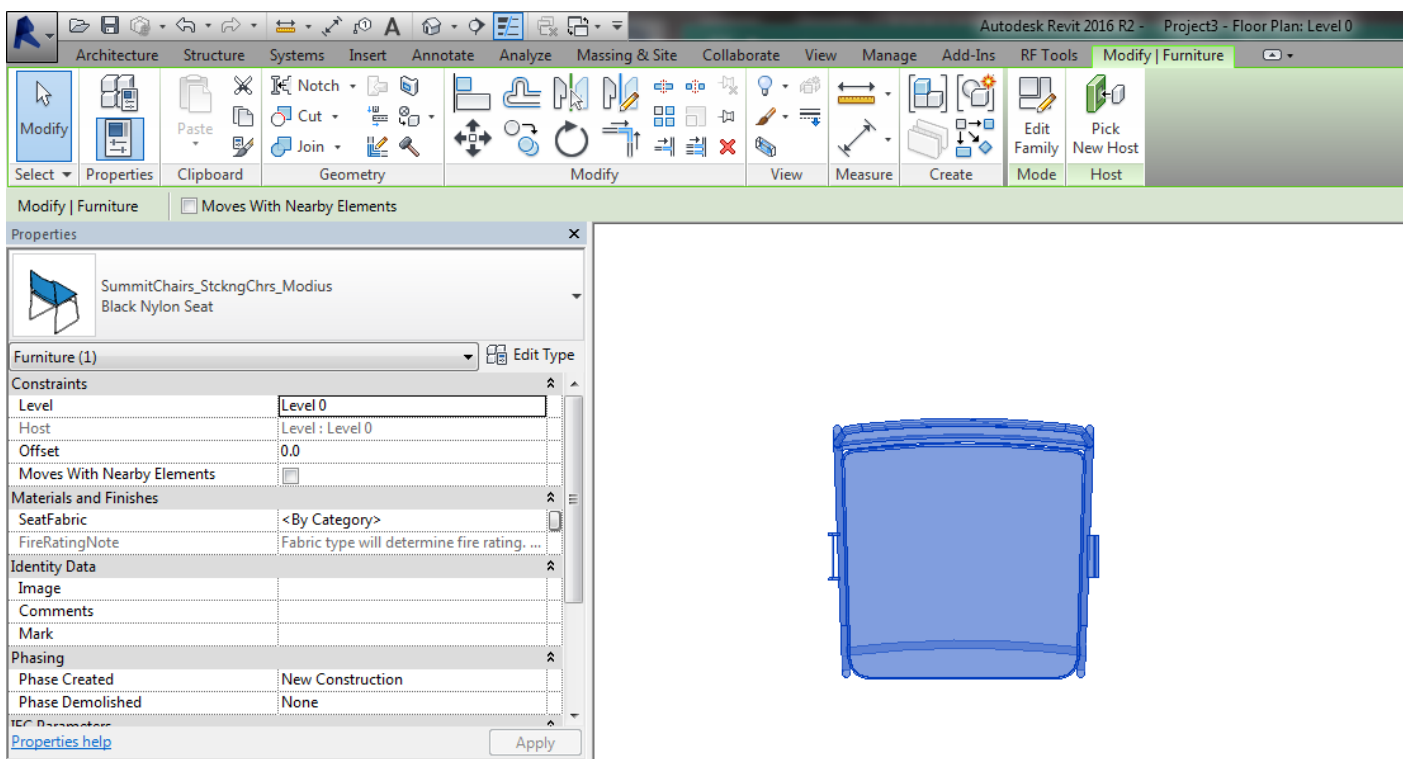 Autodesk Revit 2016 R2 - Project3 - Floor Plan: Level 0
Architecture Structure Systems Insert Annotate Analyze Massing & Site Collaborate View Manage Add-Ins RF Tools Modify | Furniture
Modify Paste Notch Cut Join Edit Family Pick New Host
Select Properties Clipboard Geometry Modify View Measure Create Mode Host
Modify | Furniture Moves With Nearby Elements
Properties
SummitChairs_StckngChrs_Modius
Black Nylon Seat
Furniture (1) Edit Type
Constraints
Level Level 0
Host Level : Level 0
Offset 0.0
Moves With Nearby Elements
Materials and Finishes
SeatFabric <By Category>
FireRatingNote Fabric type will determine fire rating. ...
Identity Data
Image
Comments
Mark
Phasing
Phase Created New Construction
Phase Demolished None
IFC Parameters
Properties help Apply